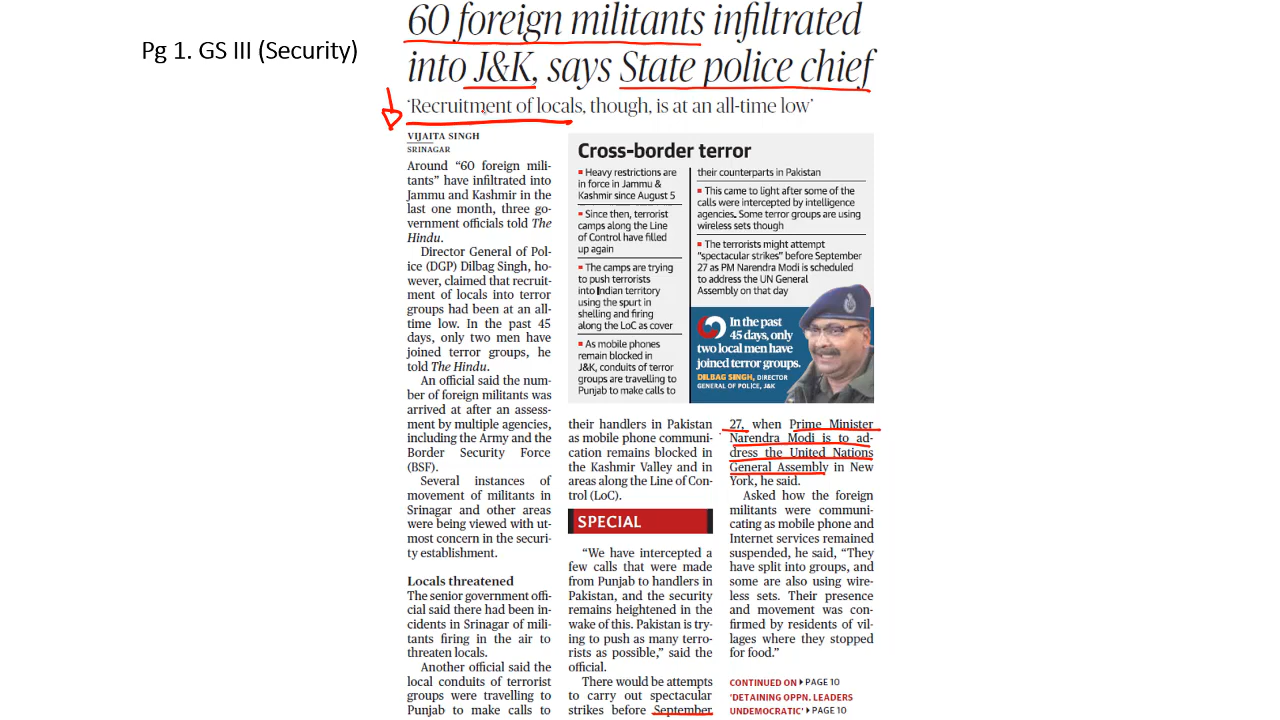 Pg 1. GS III (Security)
60 foreign militants infiltrated
into J&K, says State police chief
‘Recruitment of locals, though, is at an all-time low’
VIJAITA SINGH
SRINAGAR
Around “60 foreign mili-
tants” have infiltrated into
Jammu and Kashmir in the
last one month, three go-
vernment officials told The
Hindu.
Director General of Pol-
ice (DGP) Dilbag Singh, ho-
wever, claimed that recruit-
ment of locals into terror
groups had been at an all-
time low. In the past 45
days, only two men have
joined terror groups, he
told The Hindu.
An official said the num-
ber of foreign militants was
arrived at after an assess-
ment by multiple agencies,
including the Army and the
Border Security Force
(BSF).
Several instances of
movement of militants in
Srinagar and other areas
were being viewed with ut-
most concern in the securi-
ty establishment.
Locals threatened
The senior government offi-
cial said there had been in-
cidents in Srinagar of mili-
tants firing in the air to
threaten locals.
Another official said the
local conduits of terrorist
groups were travelling to
Punjab to make calls to
Cross-border terror
Heavy restrictions are
in force in Jammu &
Kashmir since August 5
Since then, terrorist
camps along the Line
of Control have filled
up again
The camps are trying
to push terrorists
into Indian territory
using the spurt in
shelling and firing
along the LoC as cover
As mobile phones
remain blocked in
J&K, conduits of terror
groups are travelling to
Punjab to make calls to
their counterparts in Pakistan
This came to light after some of the
calls were intercepted by intelligence
agencies. Some terror groups are using
wireless sets though
The terrorists might attempt
"spectacular strikes" before September
27 as PM Narendra Modi is scheduled
to address the UN General
Assembly on that day
In the past
45 days, only
two local men have
joined terror groups.
DILBAG SINGH, DIRECTOR
GENERAL OF POLICE, J&K
their handlers in Pakistan
as mobile phone communi-
cation remains blocked in
the Kashmir Valley and in
areas along the Line of Con-
trol (LoC).
SPECIAL
“We have intercepted a
few calls that were made
from Punjab to handlers in
Pakistan, and the security
remains heightened in the
wake of this. Pakistan is try-
ing to push as many terro-
rists as possible,” said the
official.
There would be attempts
to carry out spectacular
strikes before September
27, when Prime Minister
Narendra Modi is to ad-
dress the United Nations
General Assembly in New
York, he said.
Asked how the foreign
militants were communi-
cating as mobile phone and
Internet services remained
suspended, he said, “They
have split into groups, and
some are also using wire-
less sets. Their presence
and movement was con-
firmed by residents of vil-
lages where they stopped
for food.”
CONTINUED ON PAGE 10
‘DETAINING OPPN. LEADERS
UNDEMOCRATIC’ PAGE 10